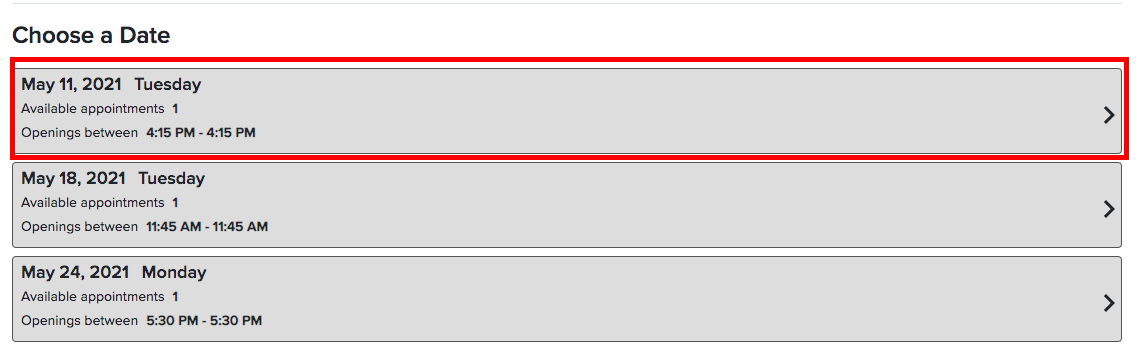 Choose a Date
May 11, 2021 Tuesday
Available appointments 1
Openings between 4:15 PM - 4:15 PM
May 18, 2021 Tuesday
Available appointments 1
Openings between 11:45 AM - 11:45 AM
May 24, 2021 Monday
Available appointments 1
Openings between 5:30 PM - 5:30 PM